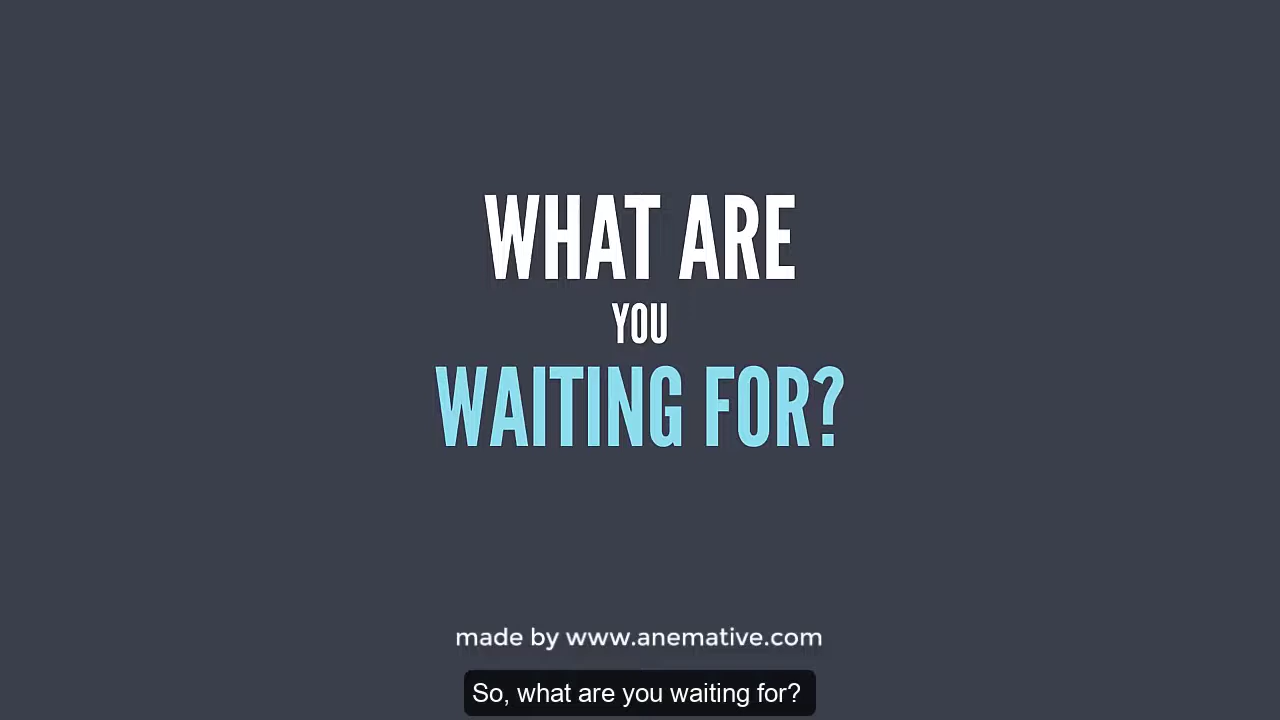 WHAT ARE
YOU
WAITING FOR?
made by www.anemative.com
So, what are you waiting for?